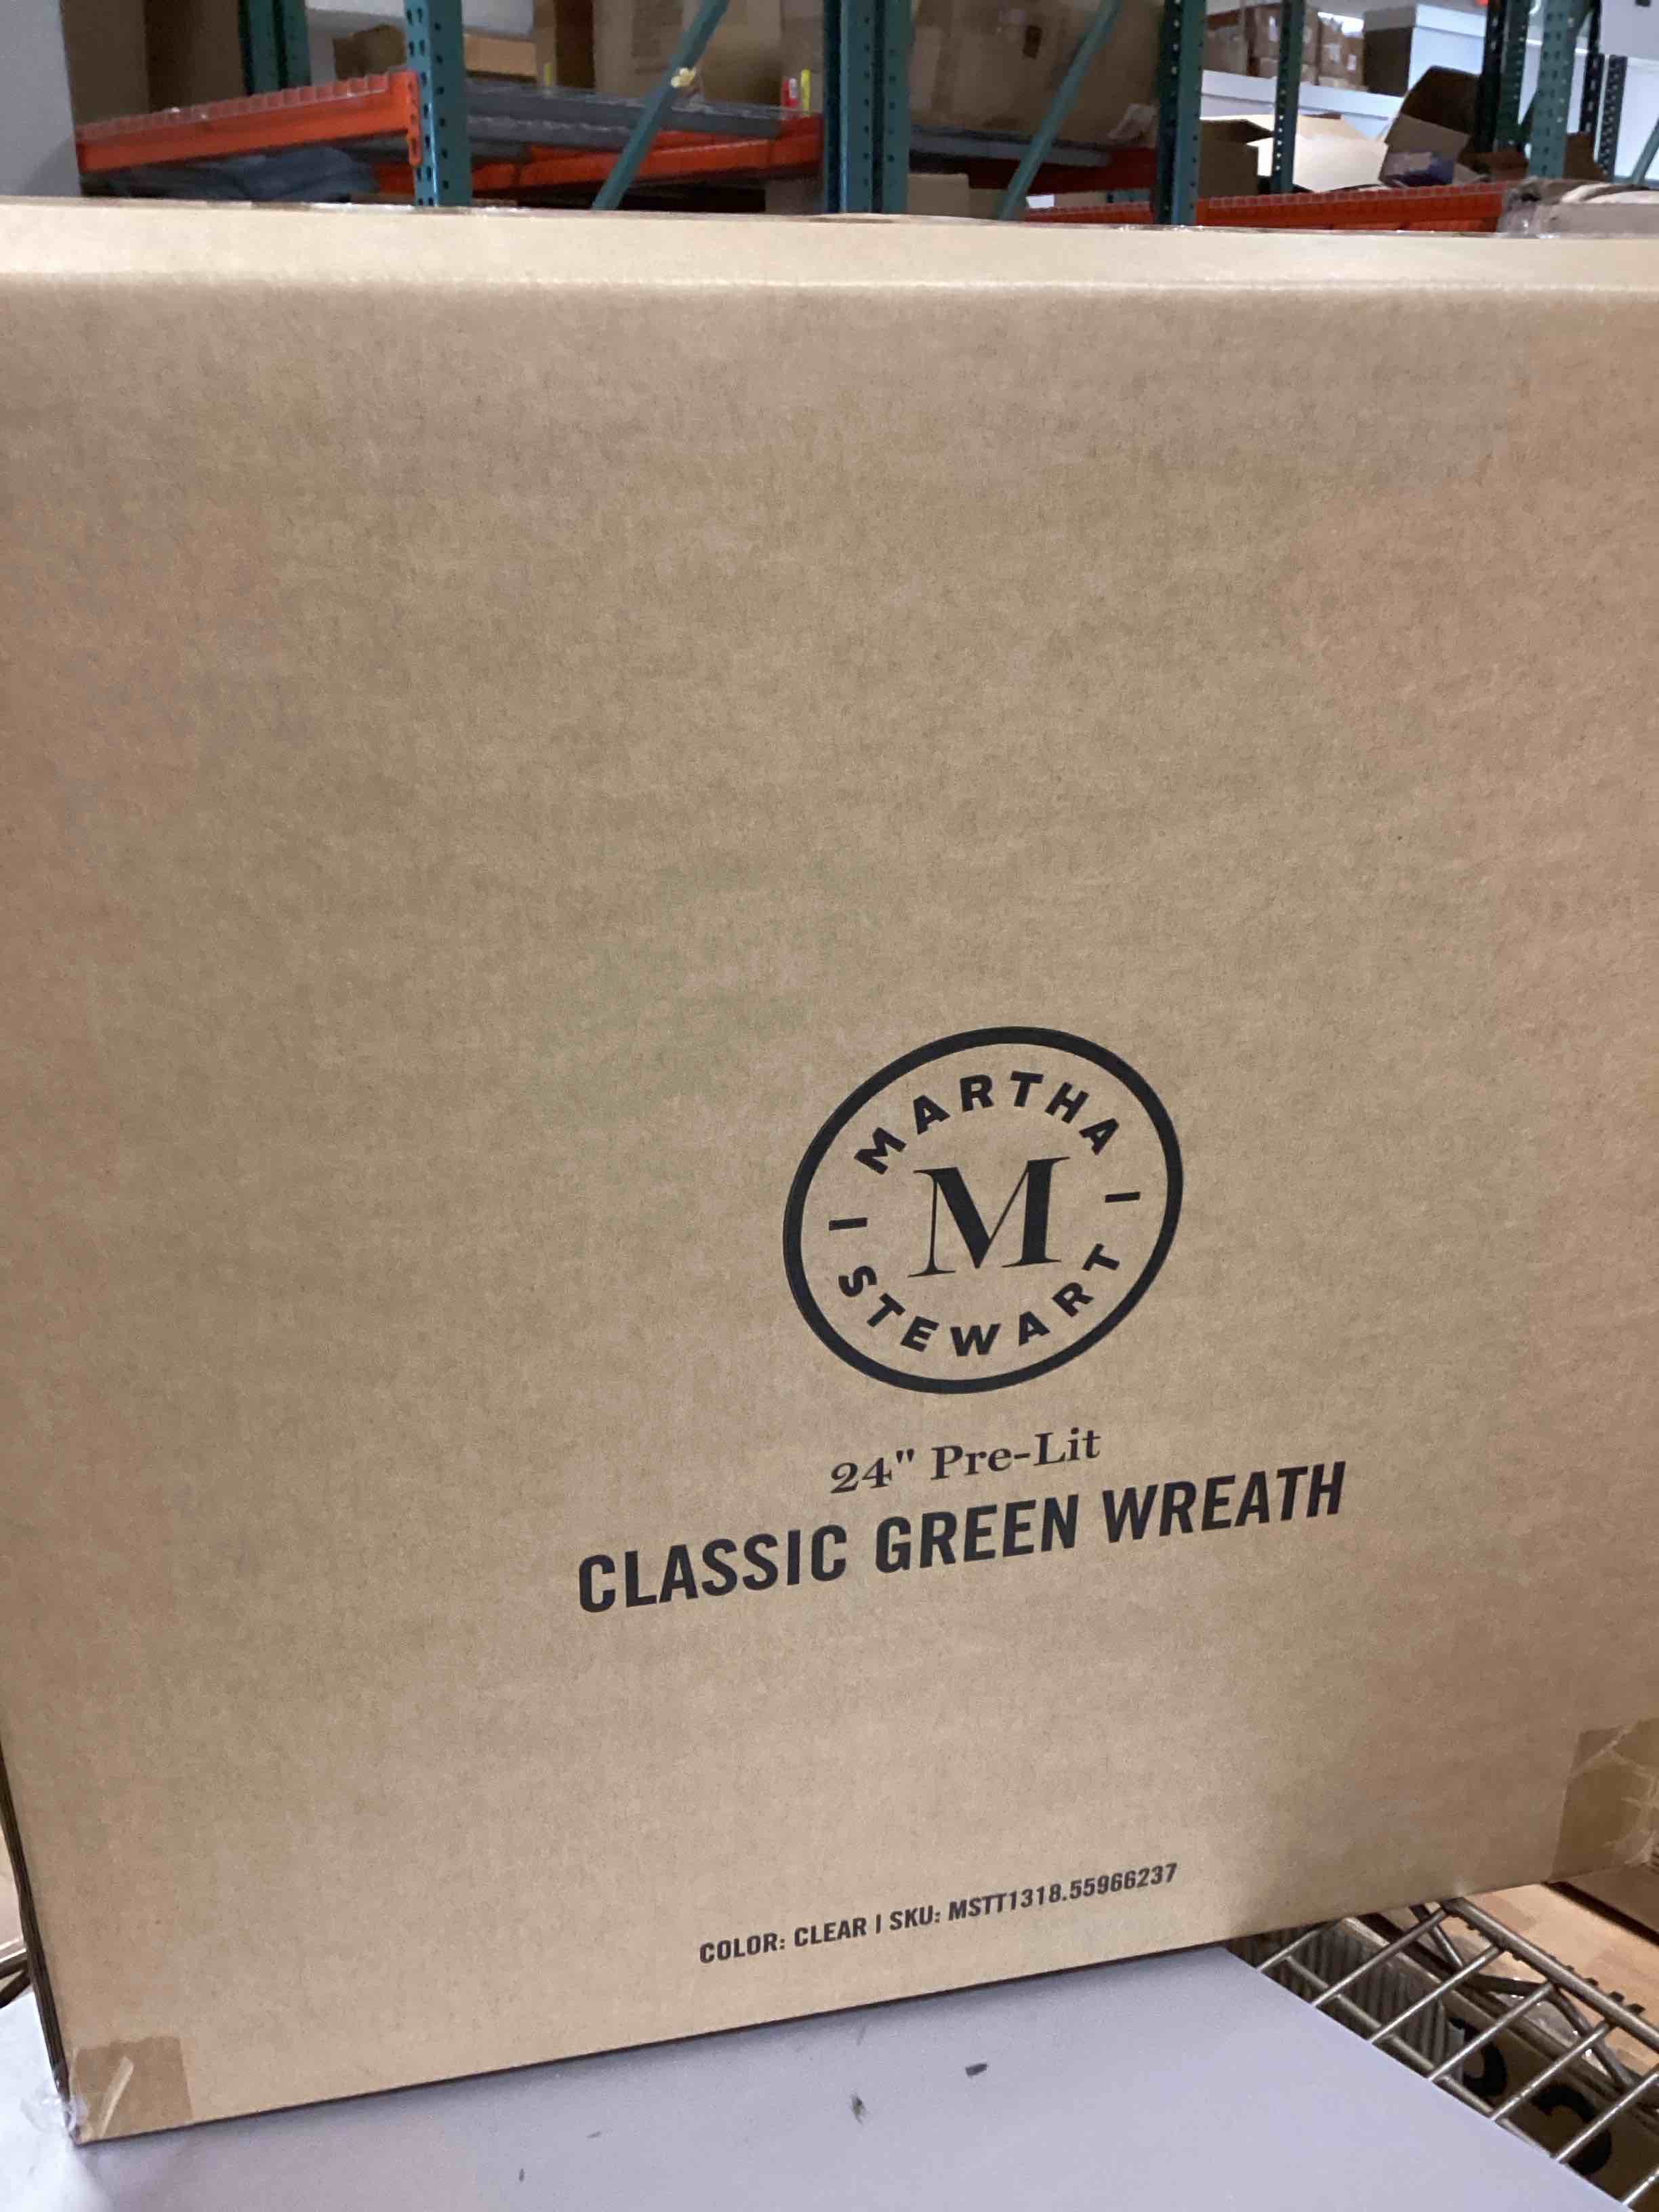 MARTHA
M
STEWART
24" Pre-Lit
CLASSIC GREEN WREATH
COLOR: CLEAR | SKU: MSTT1318.55966237